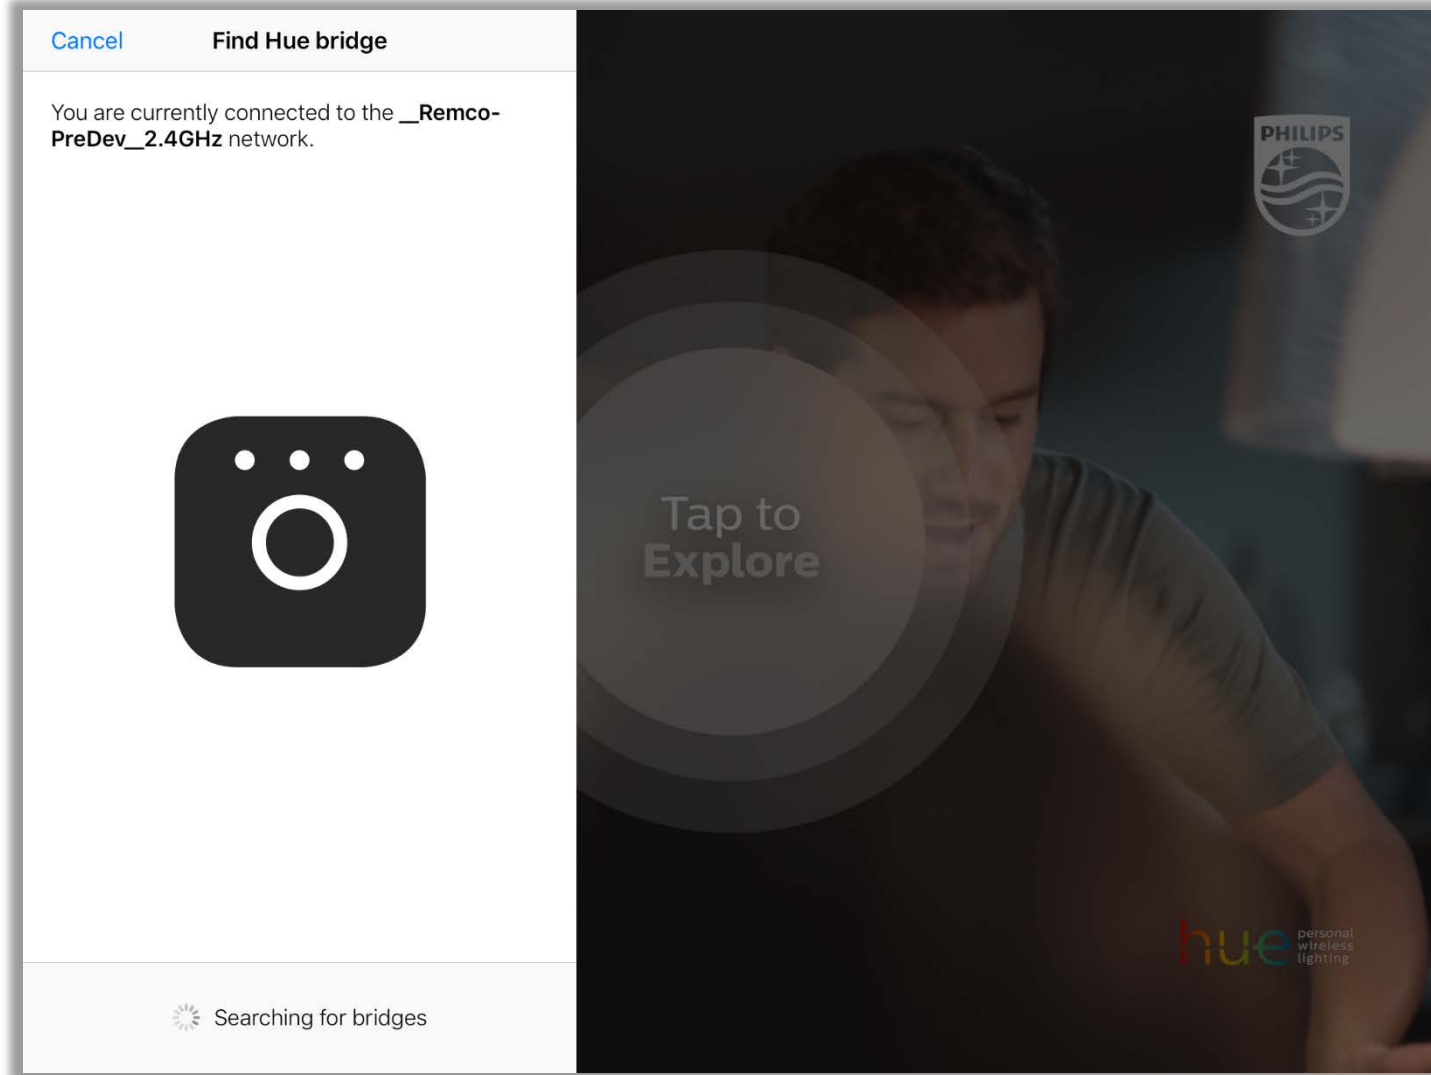 Cancel
Find Hue bridge
You are currently connected to the __Remco-
PreDev__2.4GHz network.
Searching for bridges
PHILIPS
Tap to
Explore
hue personal
wireless
lighting